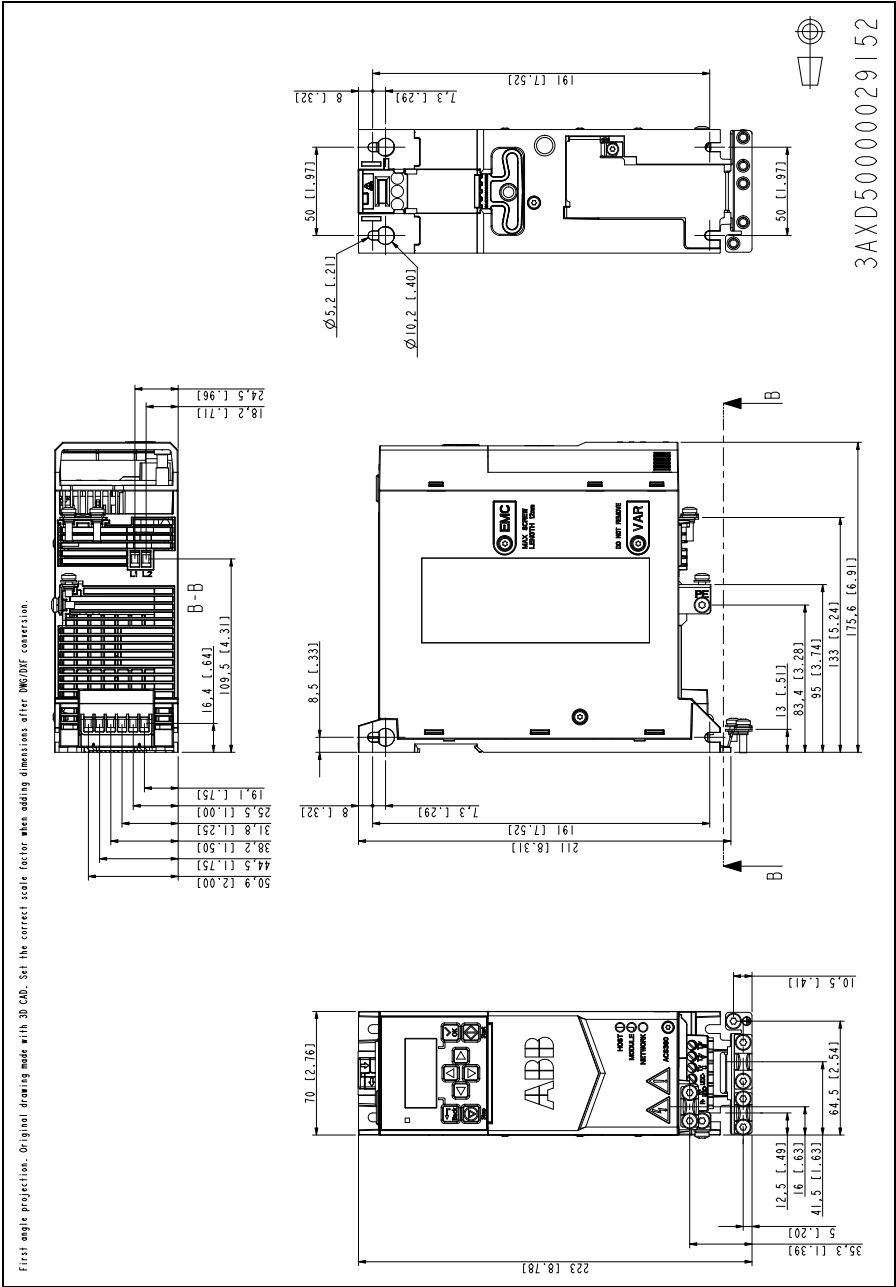 3AXD50000029152
191 [7.52]
8 [.32]
7,3 [.29]
50 [1.97]
50 [1.97]
Ø5,2 [.21]
Ø10,2 [.40]
24,5 [.96]
18,2 [.71]
L1
L2
B-B
16,4 [.64]
109,5 [4.31]
19,1 [.75]
25,5 [1.00]
31,8 [1.25]
38,2 [1.50]
44,5 [1.75]
50,9 [2.00]
B
EMC
MAX SCREW
LENGTH 12mm
DO NOT REMOVE
VAR
PE
8,5 [.33]
13 [.51]
83,4 [3.28]
95 [3.74]
133 [5.24]
175,6 [6.91]
8 [.32]
7,3 [.29]
191 [7.52]
211 [8.31]
B
70 [2.76]
OK
ABB
HOST
MODULE
NETWORK
ACS380
10,5 [.41]
64,5 [2.54]
12,5 [.49]
16 [.63]
41,5 [1.63]
5 [.20]
35,3 [1.39]
223 [8.78]
First angle projection. Original drawing made with 3D CAD. Set the correct scale factor when adding dimensions after DWG/DXF conversion.